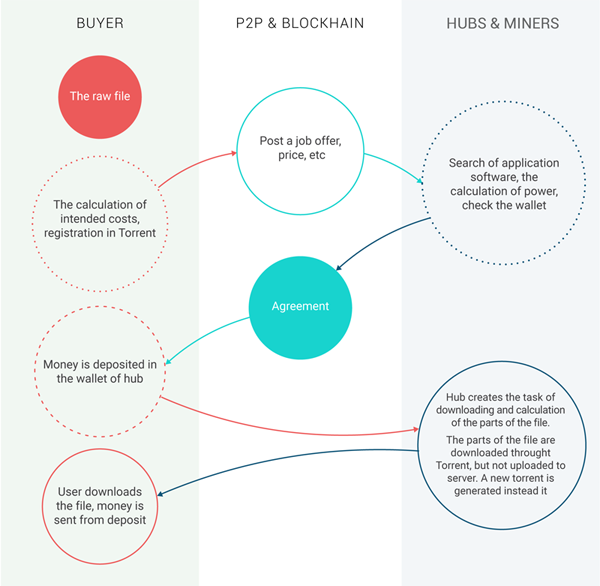 BUYER
P2P & BLOCKHAIN
HUBS & MINERS
The raw file
Post a job offer,
price, etc
Search of application
software, the
calculation of power,
check the wallet
The calculation of
intended costs,
registration in Torrent
Agreement
Money is deposited in
the wallet of hub
Hub creates the task of
downloading and calculation
of the parts of the file.
The parts of the file are
downloaded throught
Torrent, but not uploaded to
server. A new torrent is
generated instead it
User downloads
the file, money is
sent from deposit